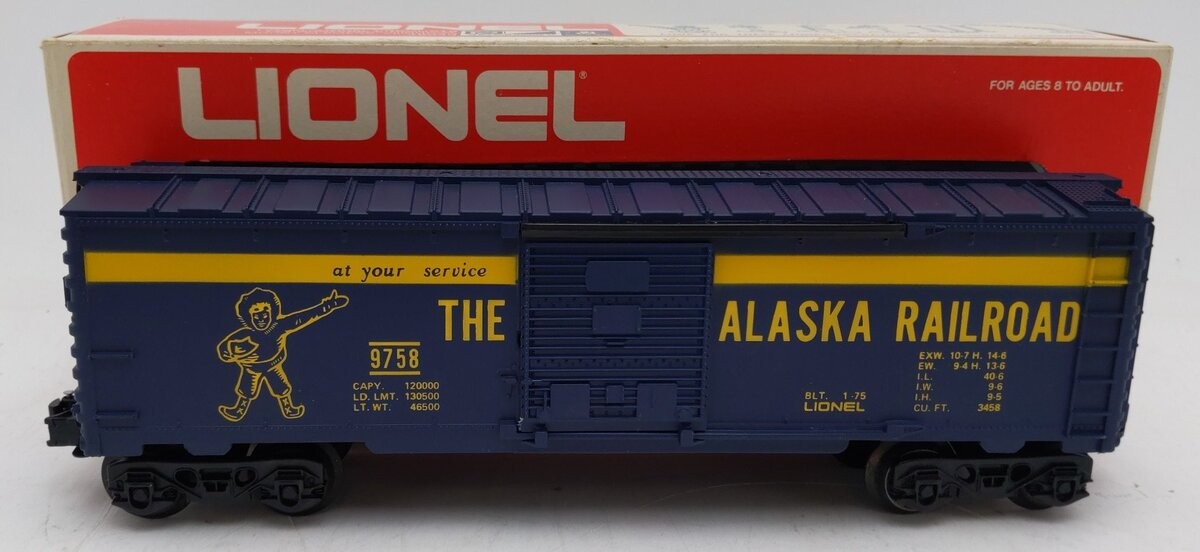 LIONEL
LIONEL®
FOR AGES 8 TO ADULT.
at your service
THE ALASKA RAILROAD
9758
CAPY. 120000
LD. LMT. 130500
LT. WT. 46500
BLT. 1-75
LIONEL
EXW. 10-7 H. 14-6
EW. 9-4 H. 13-6
I.L. 40-6
I.W. 9-6
I.H. 9-5
CU. FT. 3458